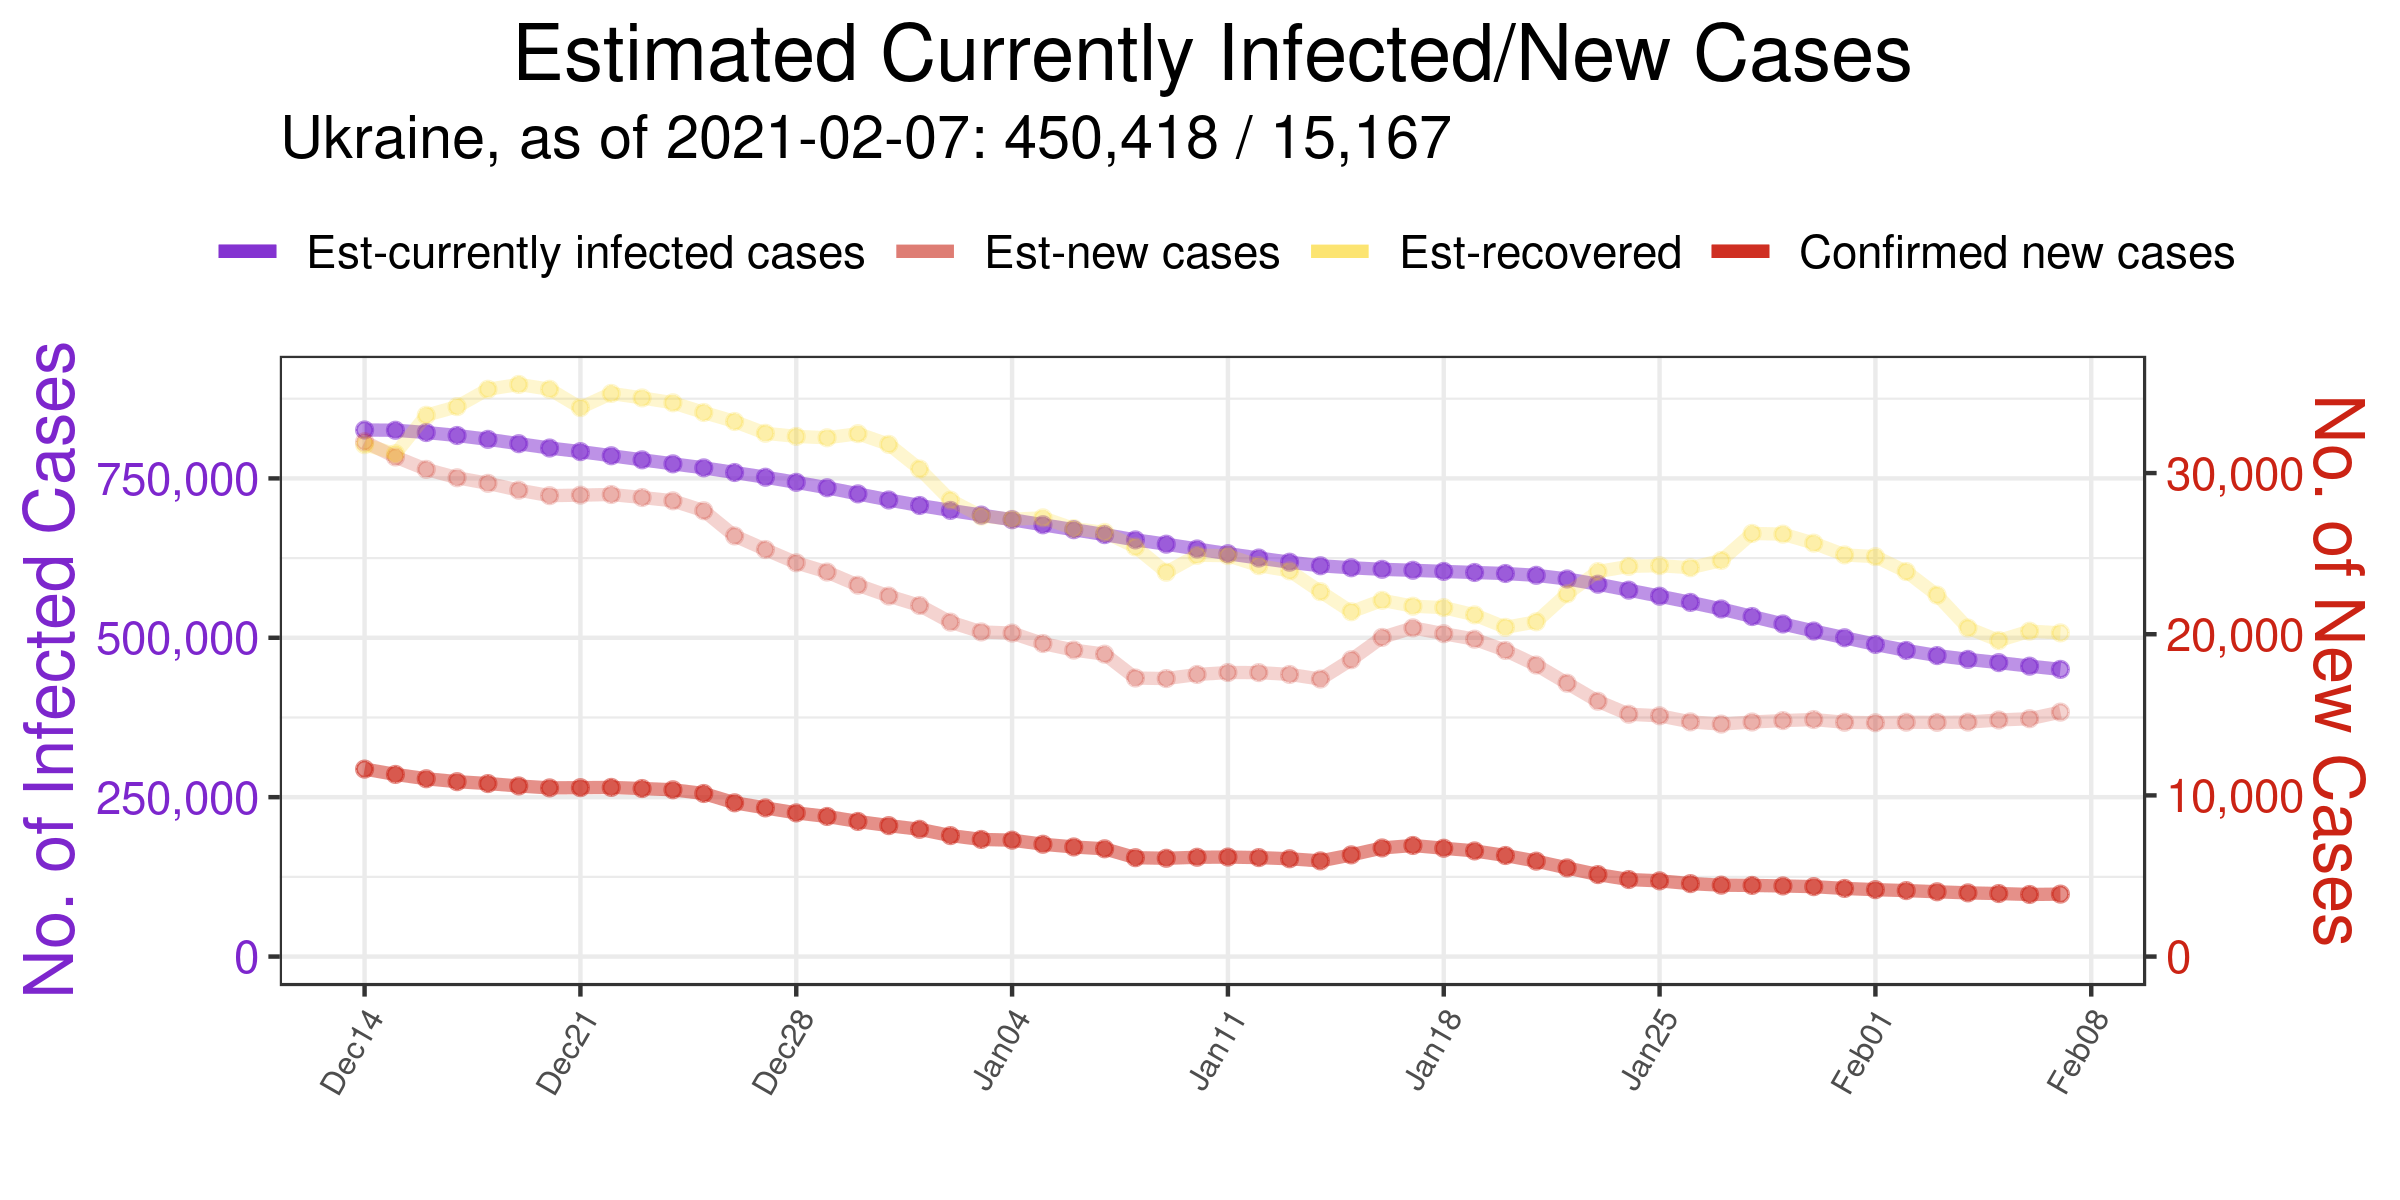 Estimated Currently Infected/New Cases
Ukraine, as of 2021-02-07: 450,418 / 15,167
Est-currently infected cases Est-new cases Est-recovered Confirmed new cases
No. of Infected Cases
750,000
500,000
250,000
0
30,000
20,000
10,000
0
No. of New Cases
Dec14 Dec21 Dec28 Jan04 Jan11 Jan18 Jan25 Feb01 Feb08